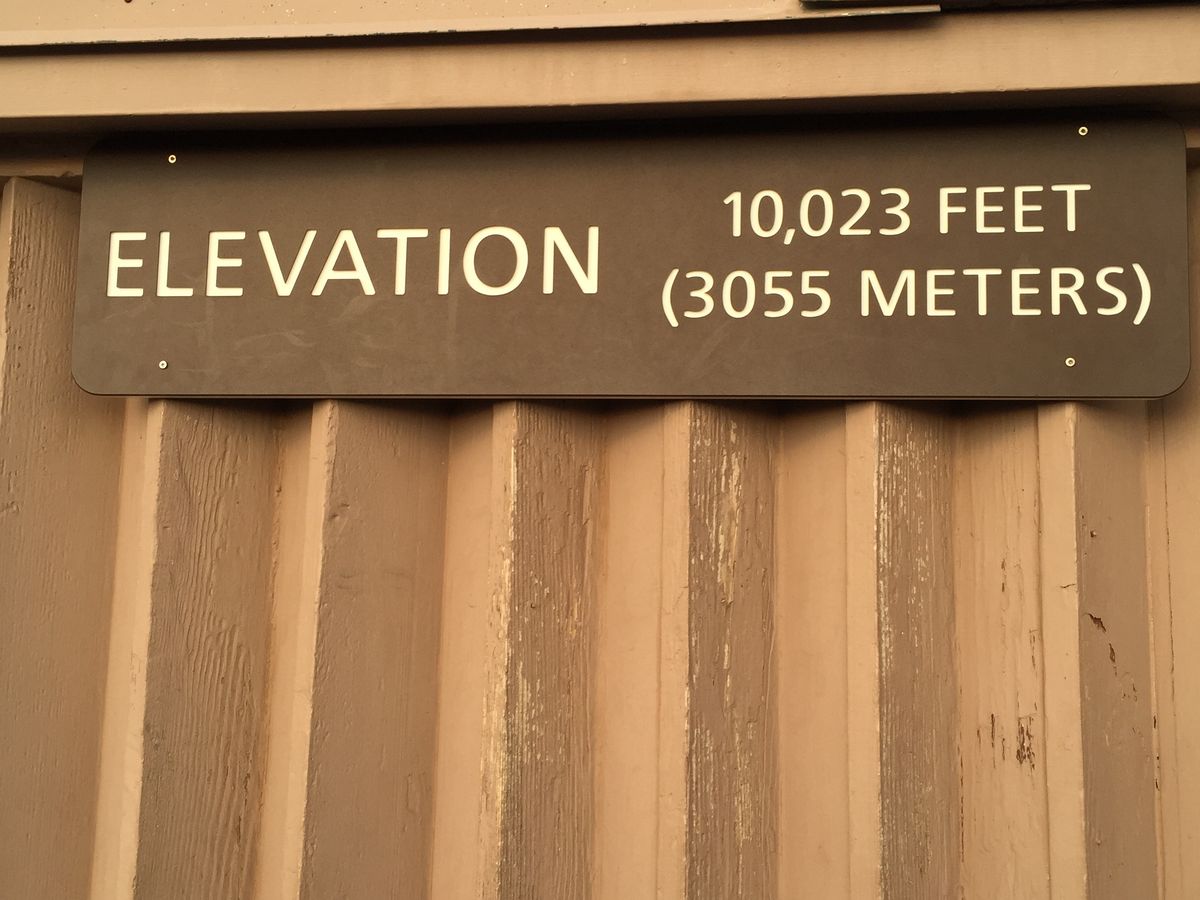 ELEVATION
10,023 FEET
(3055 METERS)